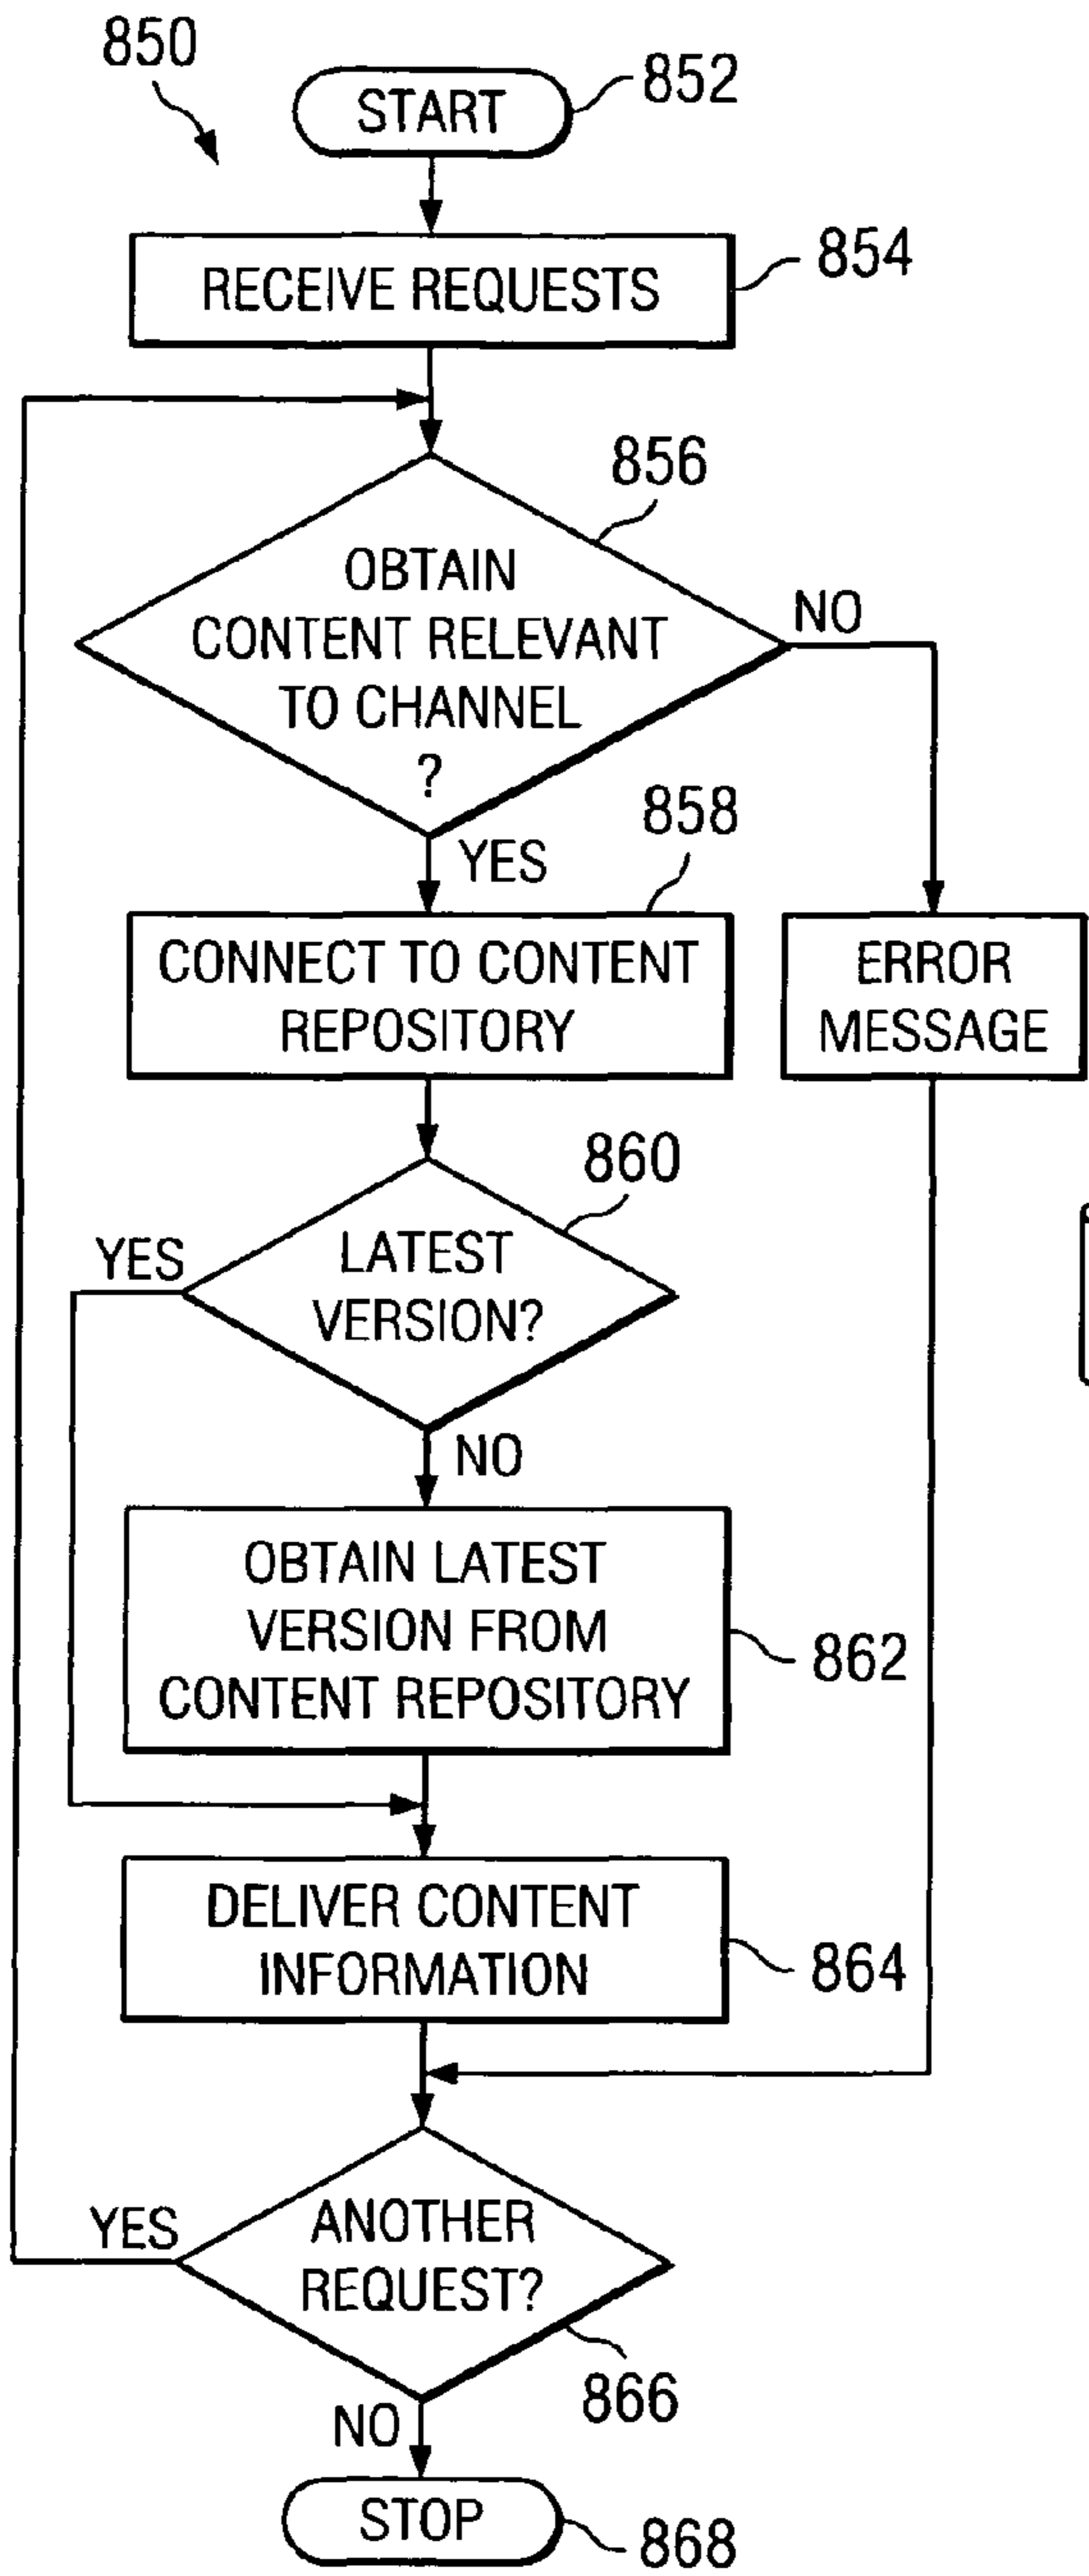 850
START
852
RECEIVE REQUESTS
854
856
OBTAIN
CONTENT RELEVANT
TO CHANNEL
?
NO
YES
858
CONNECT TO CONTENT
REPOSITORY
ERROR
MESSAGE
860
YES
LATEST
VERSION?
NO
OBTAIN LATEST
VERSION FROM
CONTENT REPOSITORY
862
DELIVER CONTENT
INFORMATION
864
YES
ANOTHER
REQUEST?
866
NO
STOP
868